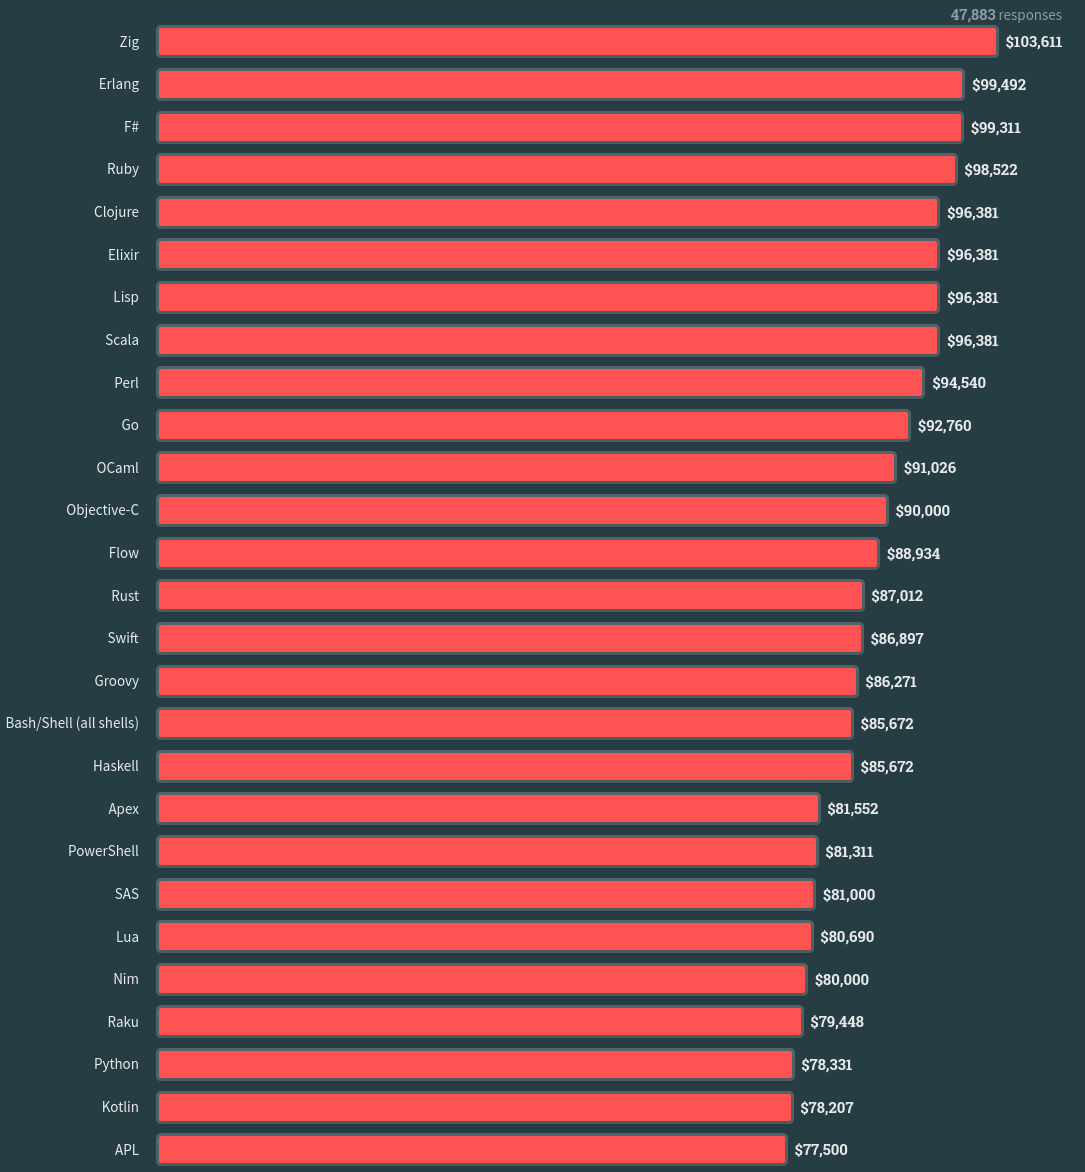 47,883 responses
Zig $103,611
Erlang $99,492
F# $99,311
Ruby $98,522
Clojure $96,381
Elixir $96,381
Lisp $96,381
Scala $96,381
Perl $94,540
Go $92,760
OCaml $91,026
Objective-C $90,000
Flow $88,934
Rust $87,012
Swift $86,897
Groovy $86,271
Bash/Shell (all shells) $85,672
Haskell $85,672
Apex $81,552
PowerShell $81,311
SAS $81,000
Lua $80,690
Nim $80,000
Raku $79,448
Python $78,331
Kotlin $78,207
APL $77,500